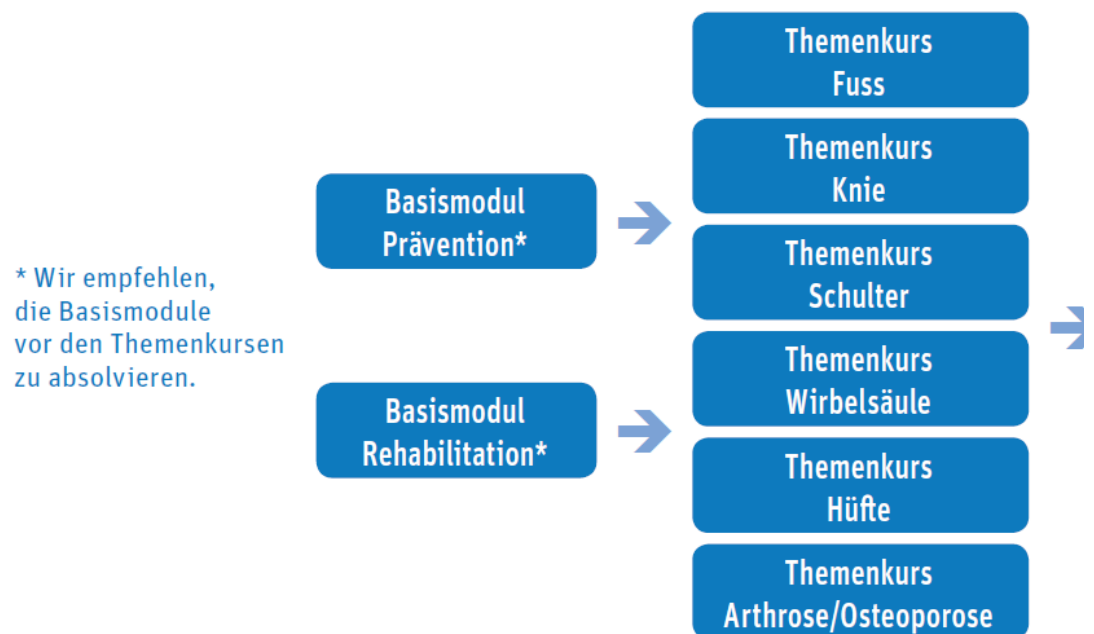 * Wir empfehlen,
die Basismodule
vor den Themenkursen
zu absolvieren.
Basismodul
Prävention*
Basismodul
Rehabilitation*
Themenkurs
Fuss
Themenkurs
Knie
Themenkurs
Schulter
Themenkurs
Wirbelsäule
Themenkurs
Hüfte
Themenkurs
Arthrose/Osteoporose